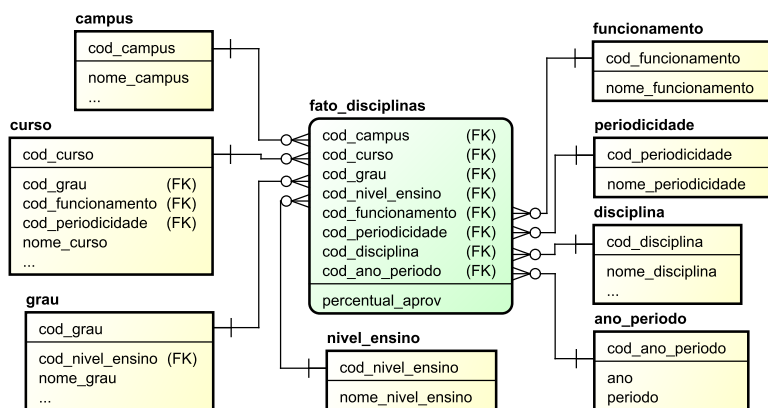 campus
cod_campus
nome_campus
...
curso
cod_curso
cod_grau (FK)
cod_funcionamento (FK)
cod_periodicidade (FK)
nome_curso
...
grau
cod_grau
cod_nivel_ensino (FK)
nome_grau
...
fato_disciplinas
cod_campus (FK)
cod_curso (FK)
cod_grau (FK)
cod_nivel_ensino (FK)
cod_funcionamento (FK)
cod_periodicidade (FK)
cod_disciplina (FK)
cod_ano_periodo (FK)
percentual_aprov
nivel_ensino
cod_nivel_ensino
nome_nivel_ensino
funcionamento
cod_funcionamento
nome_funcionamento
periodicidade
cod_periodicidade
nome_periodicidade
disciplina
cod_disciplina
nome_disciplina
...
ano_periodo
cod_ano_periodo
ano
periodo